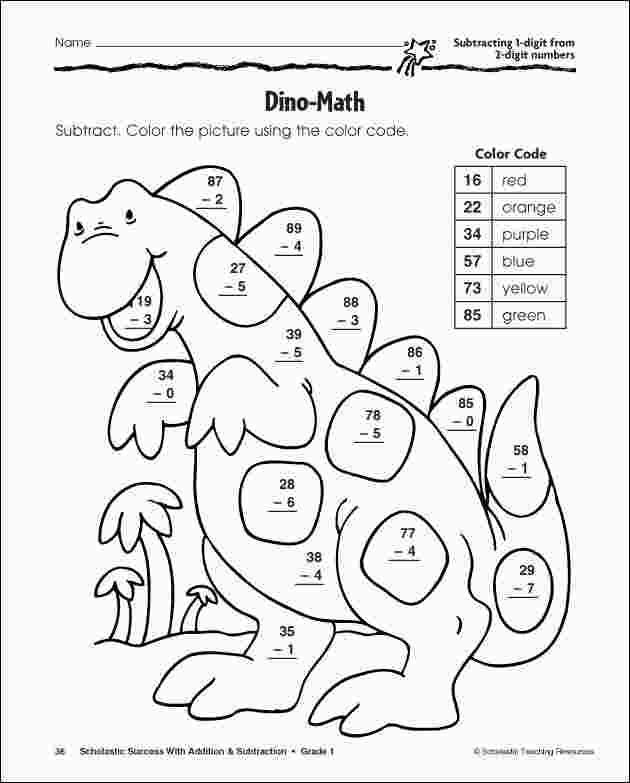 Name
Subtracting 1-digit from
2-digit numbers
Dino-Math
Subtract. Color the picture using the color code.
Color Code
16 red
22 orange
34 purple
57 blue
73 yellow
85 green
87
– 2
89
– 4
27
– 5
19
– 3
88
– 3
39
– 5
86
– 1
34
– 0
85
– 0
78
– 5
58
– 1
28
– 6
77
– 4
38
– 4
29
– 7
35
– 1
36 Scholastic Success With Addition & Subtraction • Grade 1
© Scholastic Teaching Resources